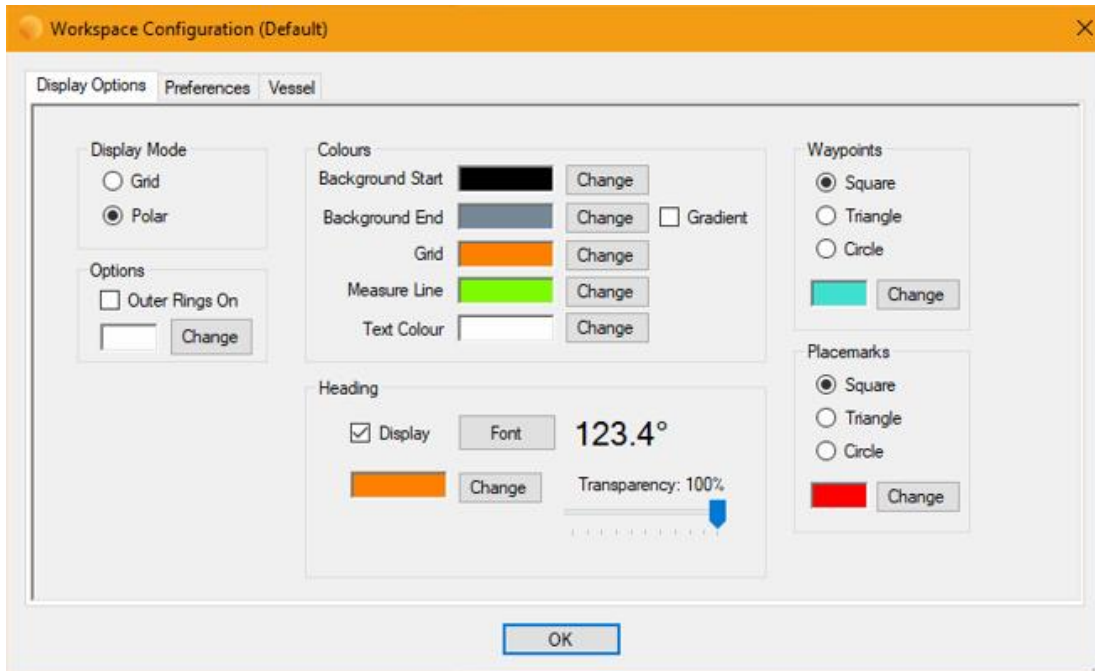 Workspace Configuration (Default)
Display Options Preferences Vessel
Display Mode
Grid
Polar
Options
Outer Rings On
Change
Colours
Background Start Change
Background End Change Gradient
Grid Change
Measure Line Change
Text Colour Change
Heading
Display Font 123.4°
Change Transparency: 100%
Waypoints
Square
Triangle
Circle
Change
Placemarks
Square
Triangle
Circle
Change
OK